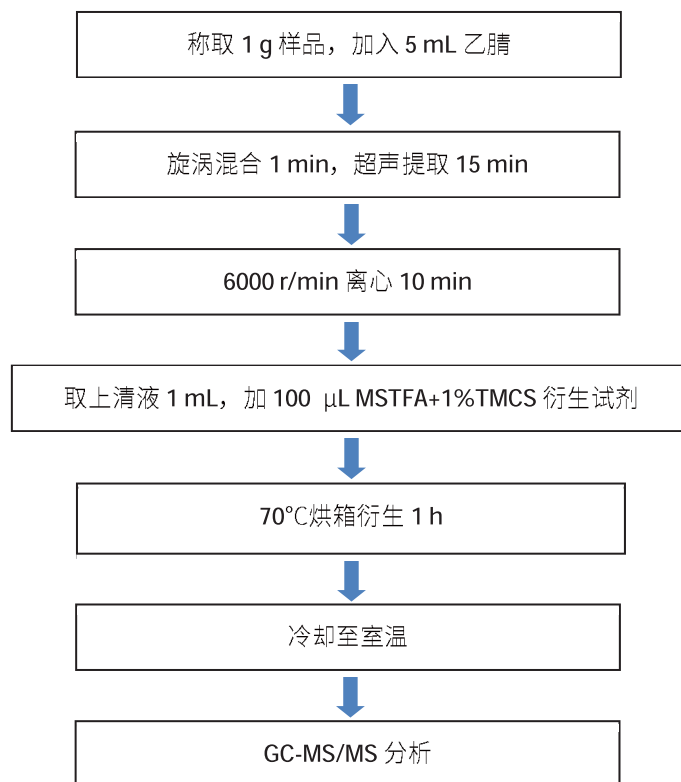 称取 1 g 样品，加入 5 mL 乙腈
旋涡混合 1 min，超声提取 15 min
6000 r/min 离心 10 min
取上清液 1 mL，加 100 μL MSTFA+1%TMCS 衍生试剂
70°C烘箱衍生 1 h
冷却至室温
GC-MS/MS 分析